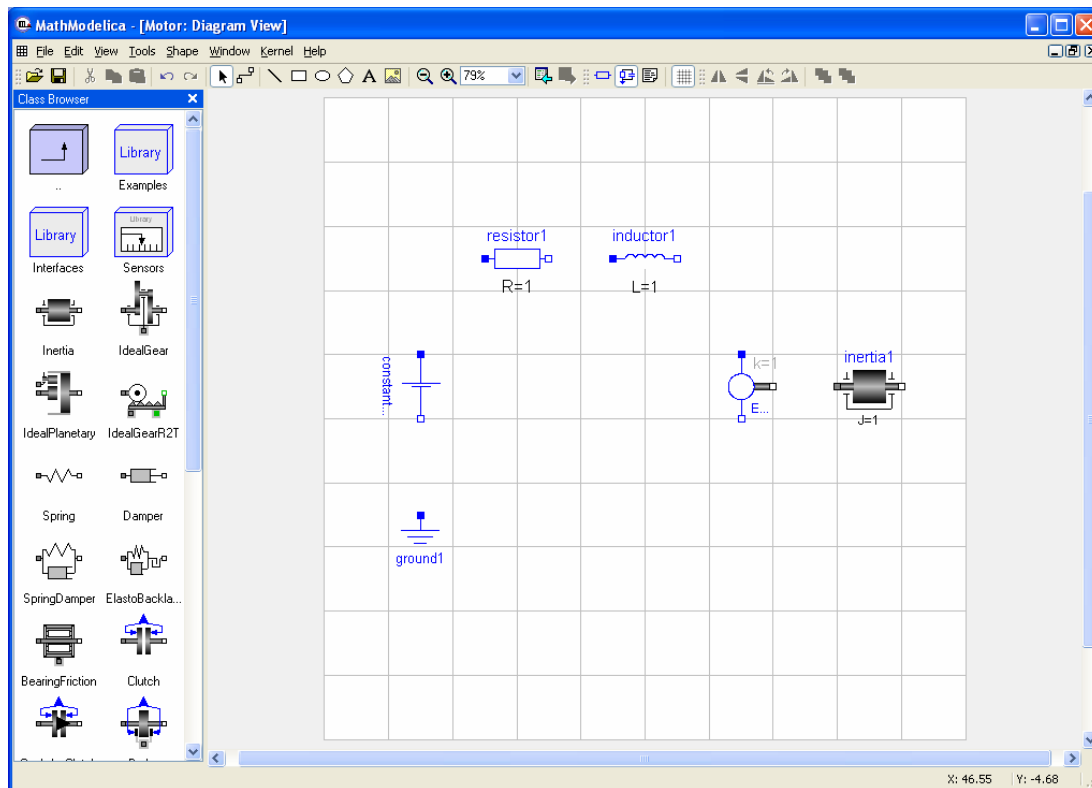 MathModelica - [Motor: Diagram View]
File Edit View Tools Shape Window Kernel Help
A
79%
Class Browser
Library
..
Examples
Library
Library
Interfaces
Sensors
Inertia
IdealGear
IdealPlanetary
IdealGearR2T
Spring
Damper
SpringDamper
ElastoBackla...
BearingFriction
Clutch
resistor1
R=1
inductor1
L=1
constant...
k=1
E...
inertia1
J=1
ground1
X: 46.55 Y: -4.68